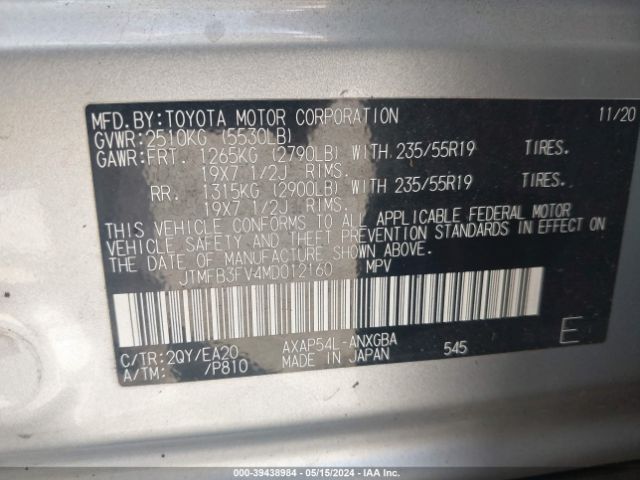 MFD.BY:TOYOTA MOTOR CORPORATION 11/20
GVWR:2510KG (5530LB)
GAWR:FRT. 1265KG (2790LB) WITH 235/55R19 TIRES.
19X7 1/2J RIMS.
RR. 1315KG (2900LB) WITH 235/55R19 TIRES.
19X7 1/2J RIMS.
THIS VEHICLE CONFORMS TO ALL APPLICABLE FEDERAL MOTOR
VEHICLE SAFETY AND THEFT PREVENTION STANDARDS IN EFFECT ON
THE DATE OF MANUFACTURE SHOWN ABOVE.
JTMFB3FV4MD012160 MPV
C/TR:2QY/EA20 AXAP54L-ANXGBA 545 E
A/TM: /P810 MADE IN JAPAN
000-39438984 / 05/15/2024 / IAA Inc.